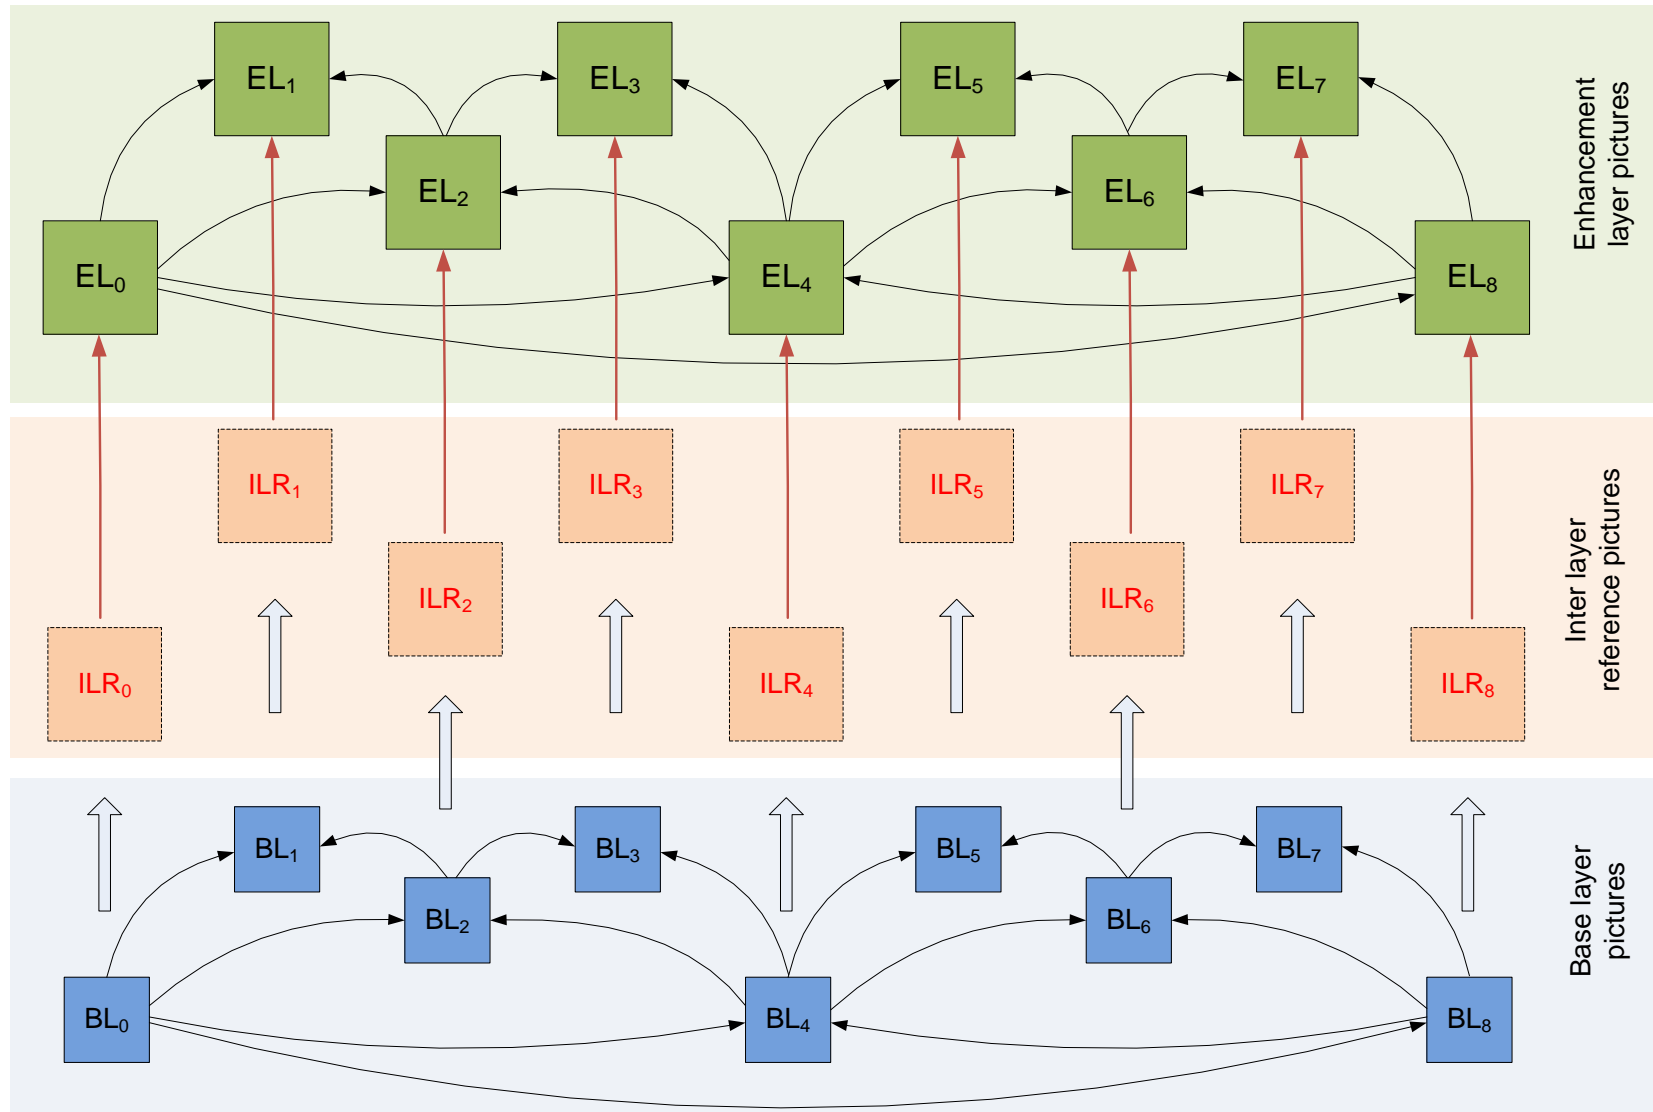 EL₁
EL₃
EL₅
EL₇
EL₂
EL₆
EL₀
EL₄
EL₈
Enhancement
layer pictures
ILR₁
ILR₃
ILR₅
ILR₇
ILR₂
ILR₆
ILR₀
ILR₄
ILR₈
Inter layer
reference pictures
BL₁
BL₃
BL₅
BL₇
BL₂
BL₆
BL₀
BL₄
BL₈
Base layer
pictures